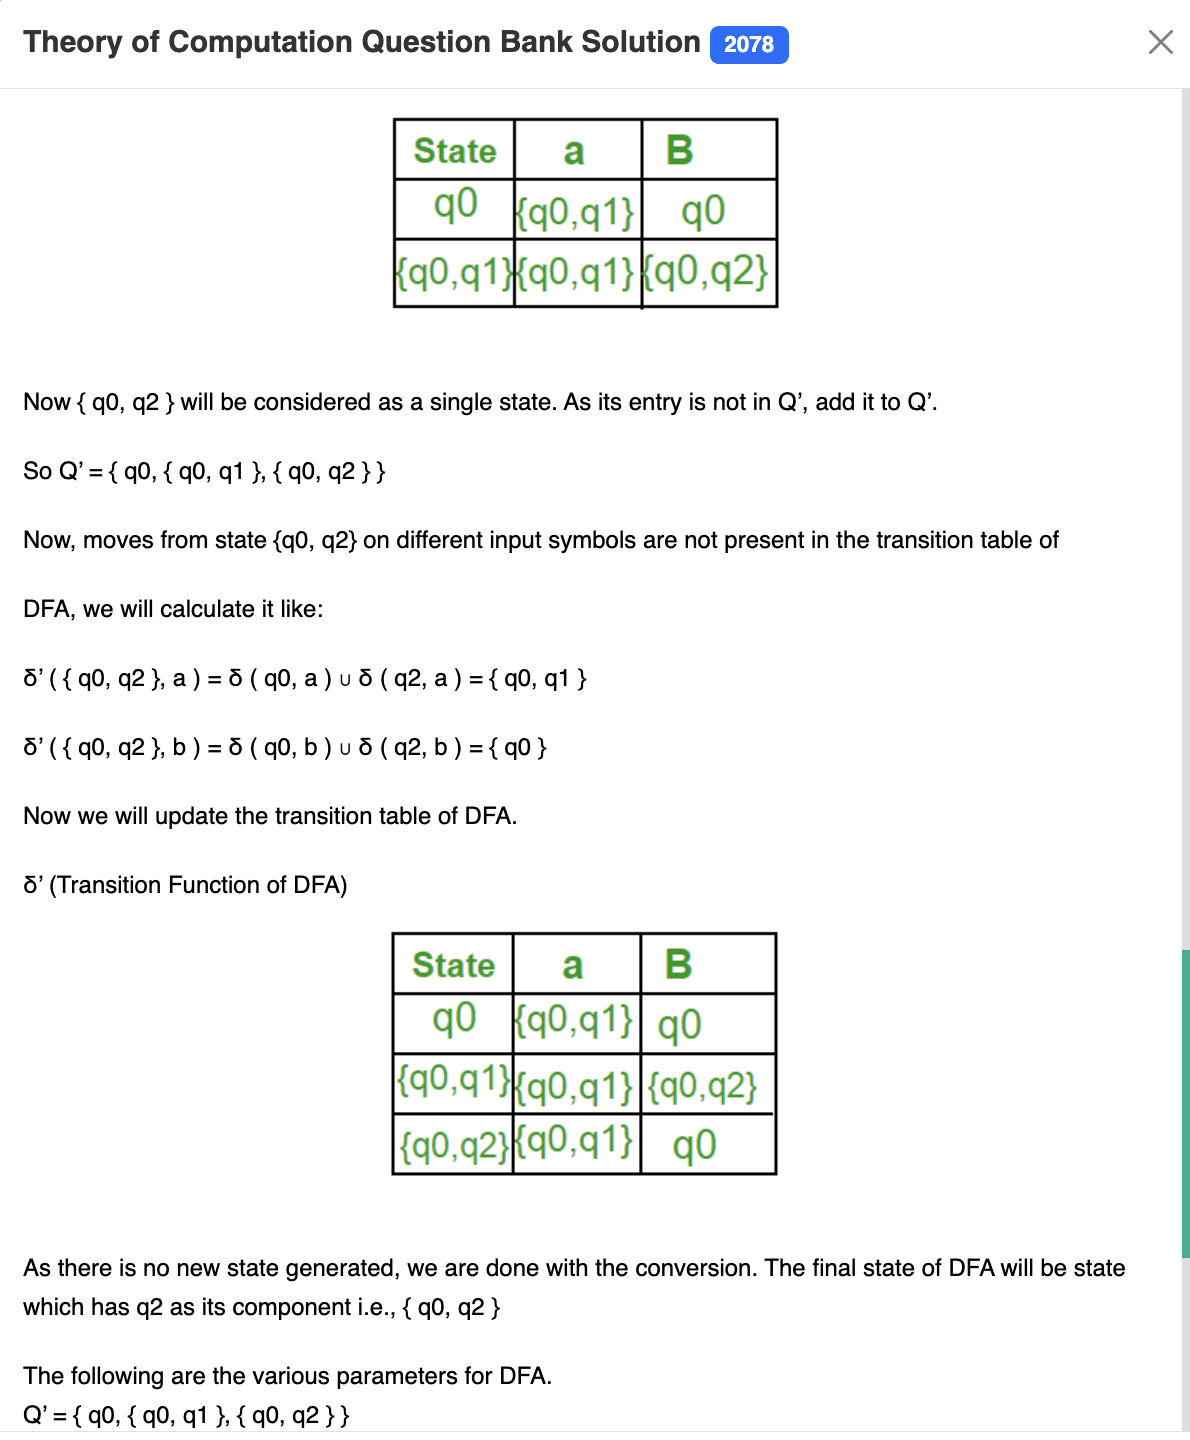 Theory of Computation Question Bank Solution 2078
State a B
q0 {q0,q1} q0
{q0,q1} {q0,q1} {q0,q2}
Now { q0, q2 } will be considered as a single state. As its entry is not in Q’, add it to Q’.
So Q’ = { q0, { q0, q1 }, { q0, q2 } }
Now, moves from state {q0, q2} on different input symbols are not present in the transition table of
DFA, we will calculate it like:
δ’ ( { q0, q2 }, a ) = δ ( q0, a ) ∪ δ ( q2, a ) = { q0, q1 }
δ’ ( { q0, q2 }, b ) = δ ( q0, b ) ∪ δ ( q2, b ) = { q0 }
Now we will update the transition table of DFA.
δ’ (Transition Function of DFA)
State a B
q0 {q0,q1} q0
{q0,q1} {q0,q1} {q0,q2}
{q0,q2} {q0,q1} q0
As there is no new state generated, we are done with the conversion. The final state of DFA will be state
which has q2 as its component i.e., { q0, q2 }
The following are the various parameters for DFA.
Q’ = { q0, { q0, q1 }, { q0, q2 } }